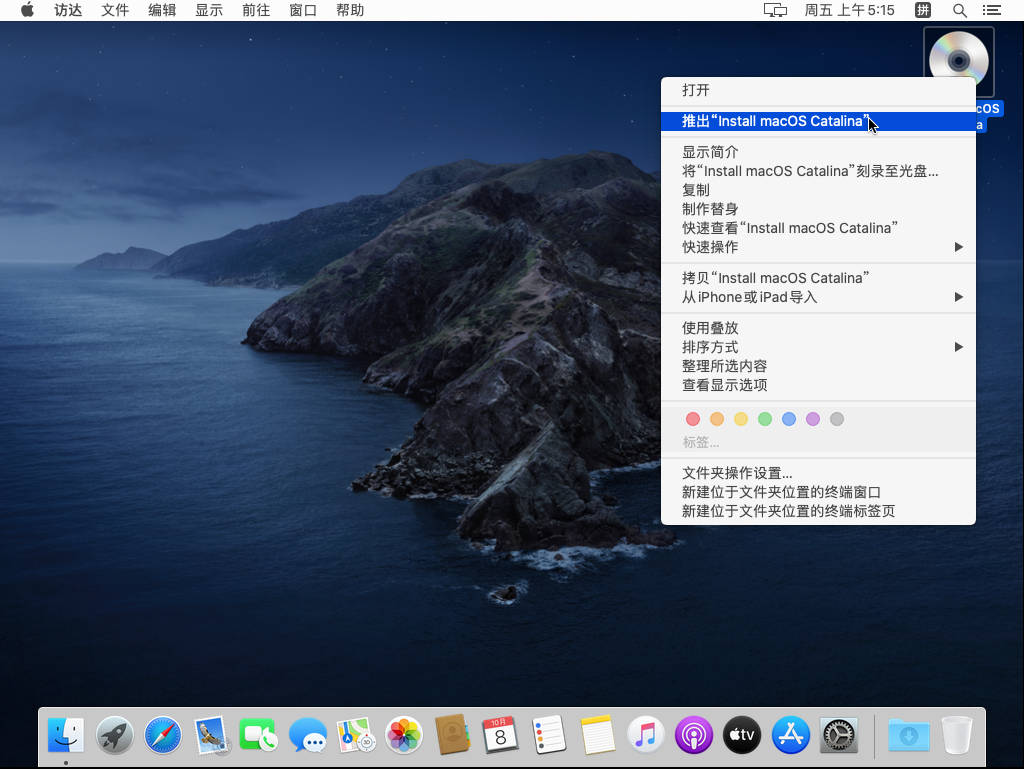 访达 文件 编辑 显示 前往 窗口 帮助 周五 上午5:15 拼
打开
cOS
推出“Install macOS Catalina”
a
显示简介
将“Install macOS Catalina”刻录至光盘...
复制
制作替身
快速查看“Install macOS Catalina”
快速操作
拷贝“Install macOS Catalina”
从iPhone或iPad导入
使用叠放
排序方式
整理所选内容
查看显示选项
标签...
文件夹操作设置...
新建位于文件夹位置的终端窗口
新建位于文件夹位置的终端标签页
10月
8
tv